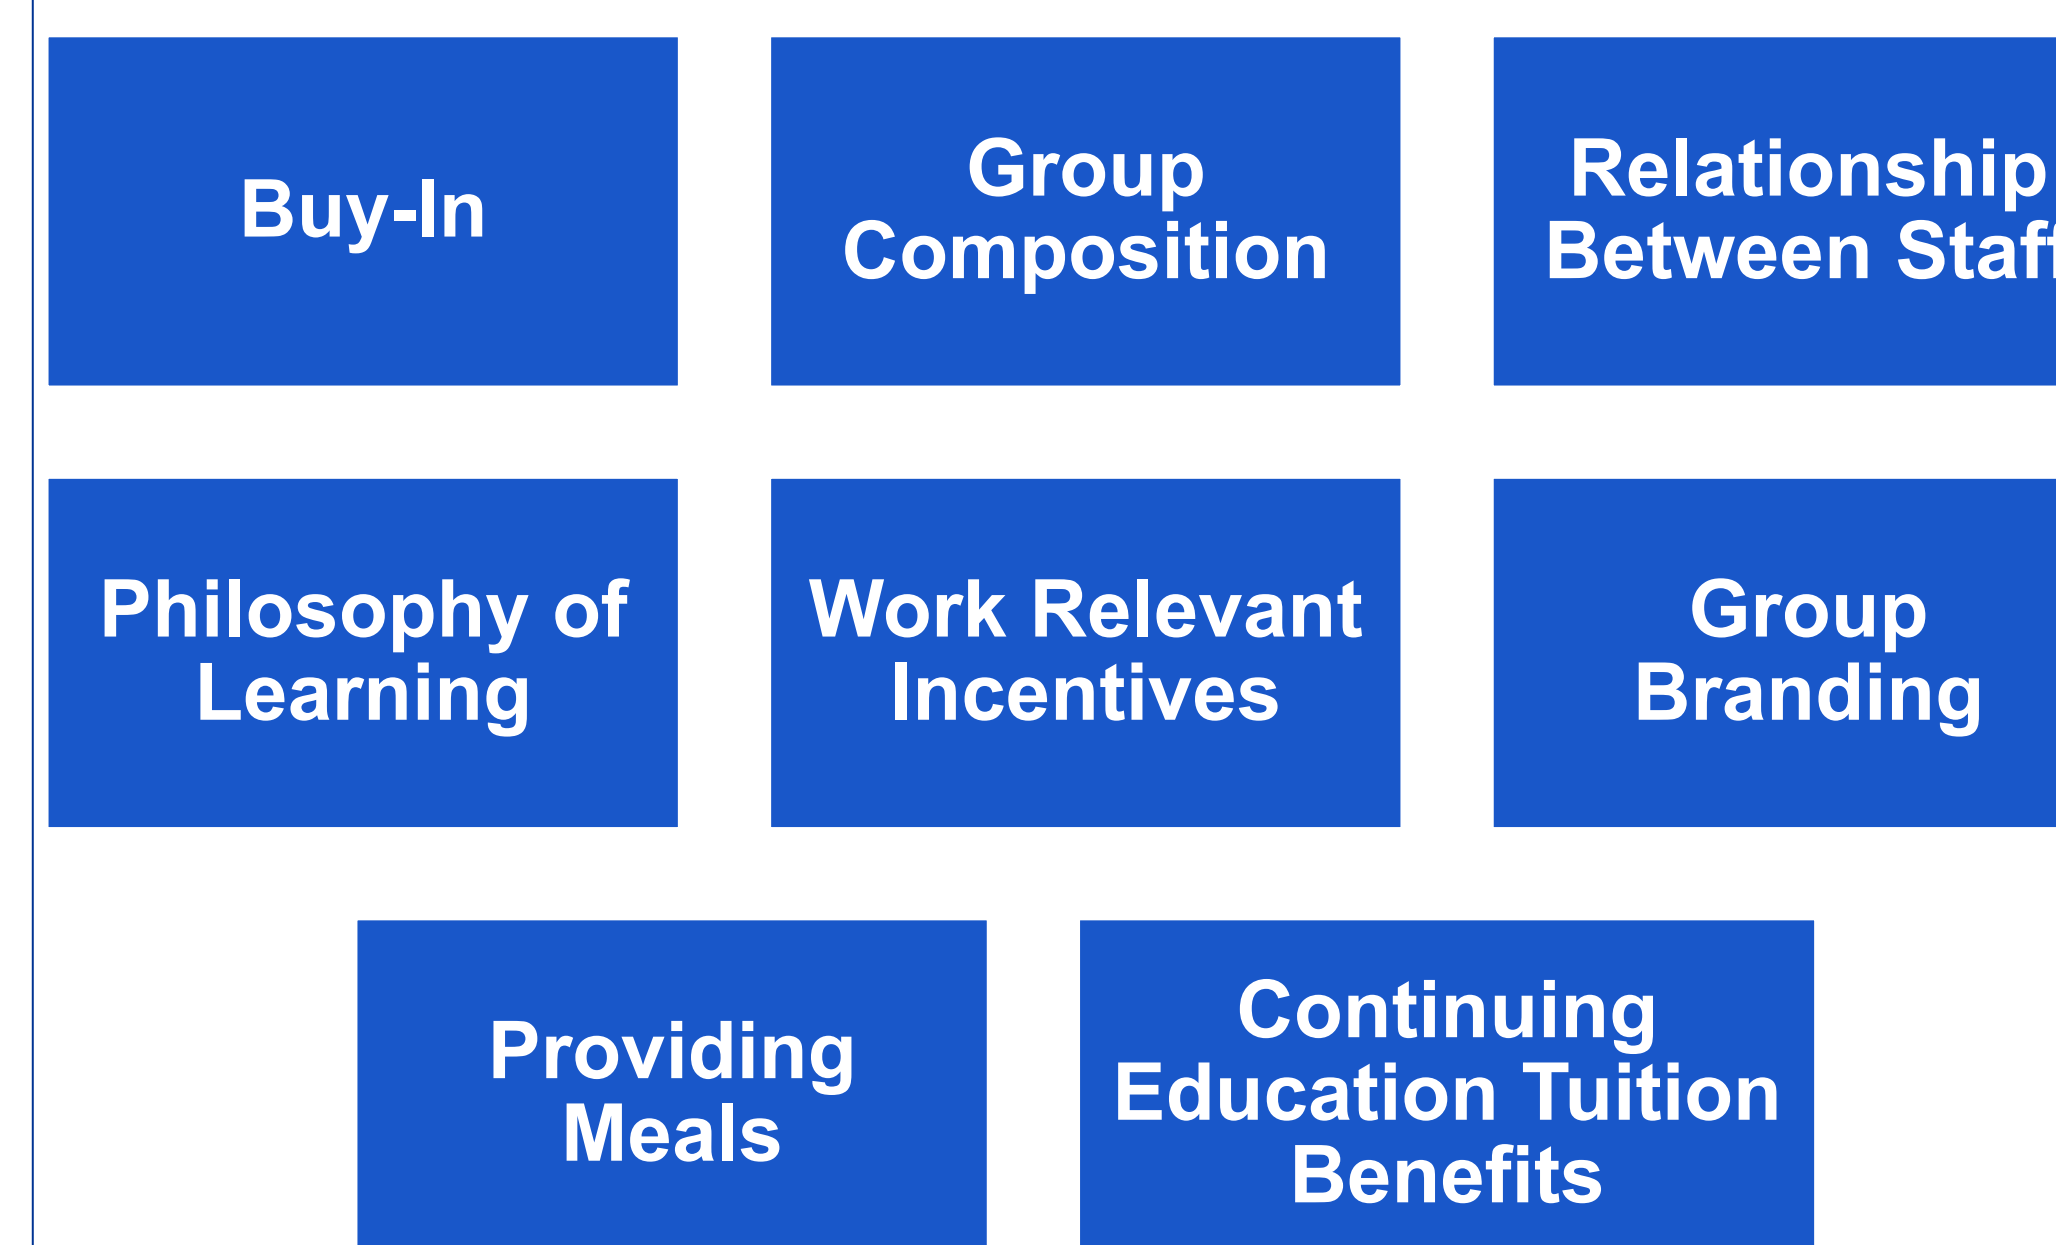 Buy-In
Group
Composition
Relationship
Between Staff
Philosophy of
Learning
Work Relevant
Incentives
Group
Branding
Providing
Meals
Continuing
Education Tuition
Benefits